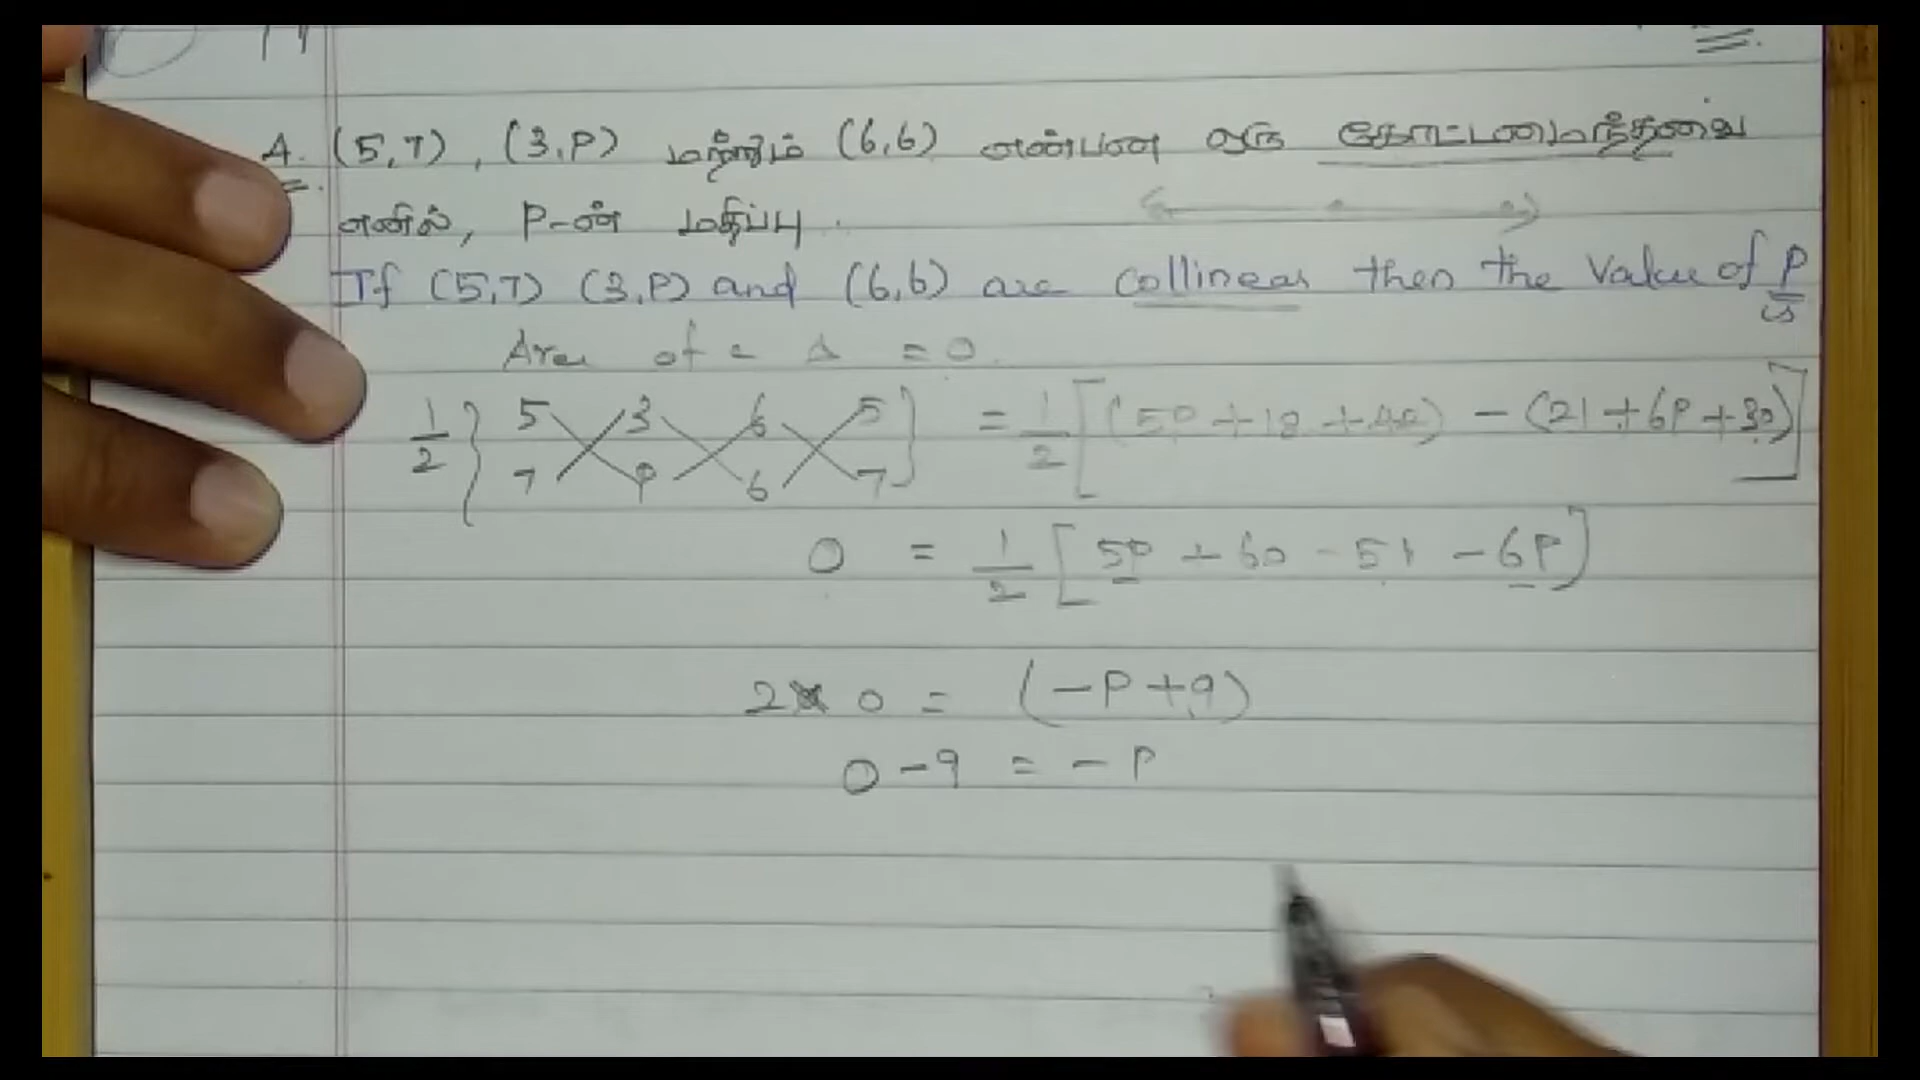 4. (5,7), (3,P) மற்றும் (6,6) என்பன ஒரு கோட்டமைந்தவை
எனில், P-ன் மதிப்பு
If (5,7) (3,P) and (6,6) are collinear then the value of P is
Area of a Δ = 0
1/2 { 5 3 6 5 } = 1/2 [(5P + 18 + 42) - (21 + 6P + 30)]
7 P 6 7
0 = 1/2 [5P + 60 - 51 - 6P]
2 × 0 = (-P + 9)
0 - 9 = - P